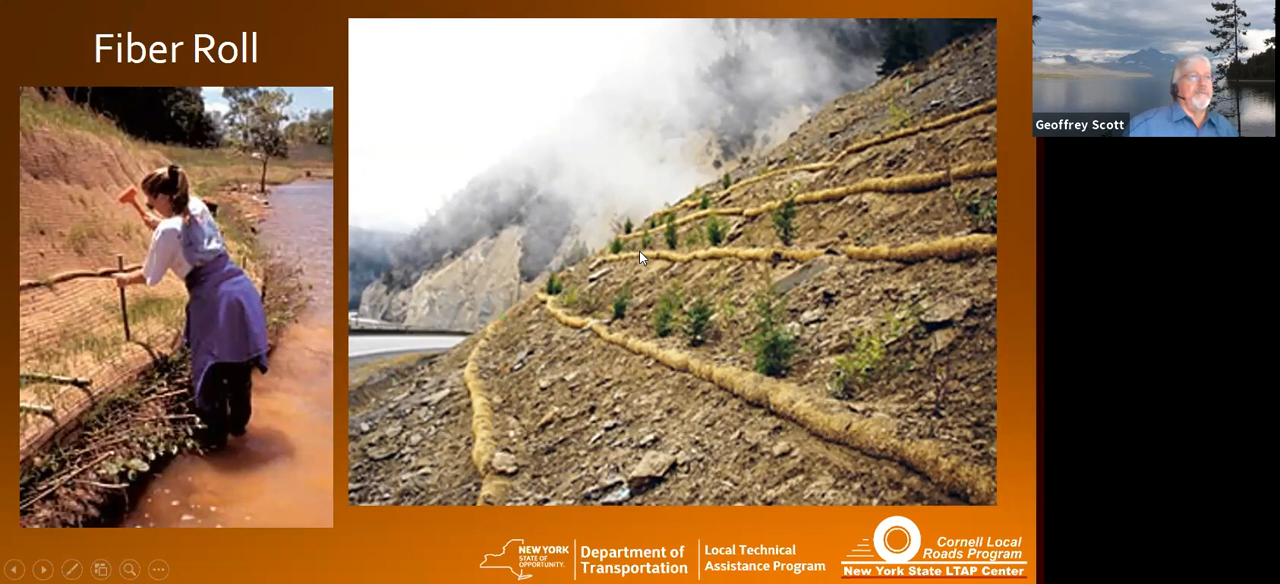 Fiber Roll
Geoffrey Scott
NEW YORK
STATE OF
OPPORTUNITY.
Department of
Transportation
Local Technical
Assistance Program
Cornell Local
Roads Program
New York State LTAP Center